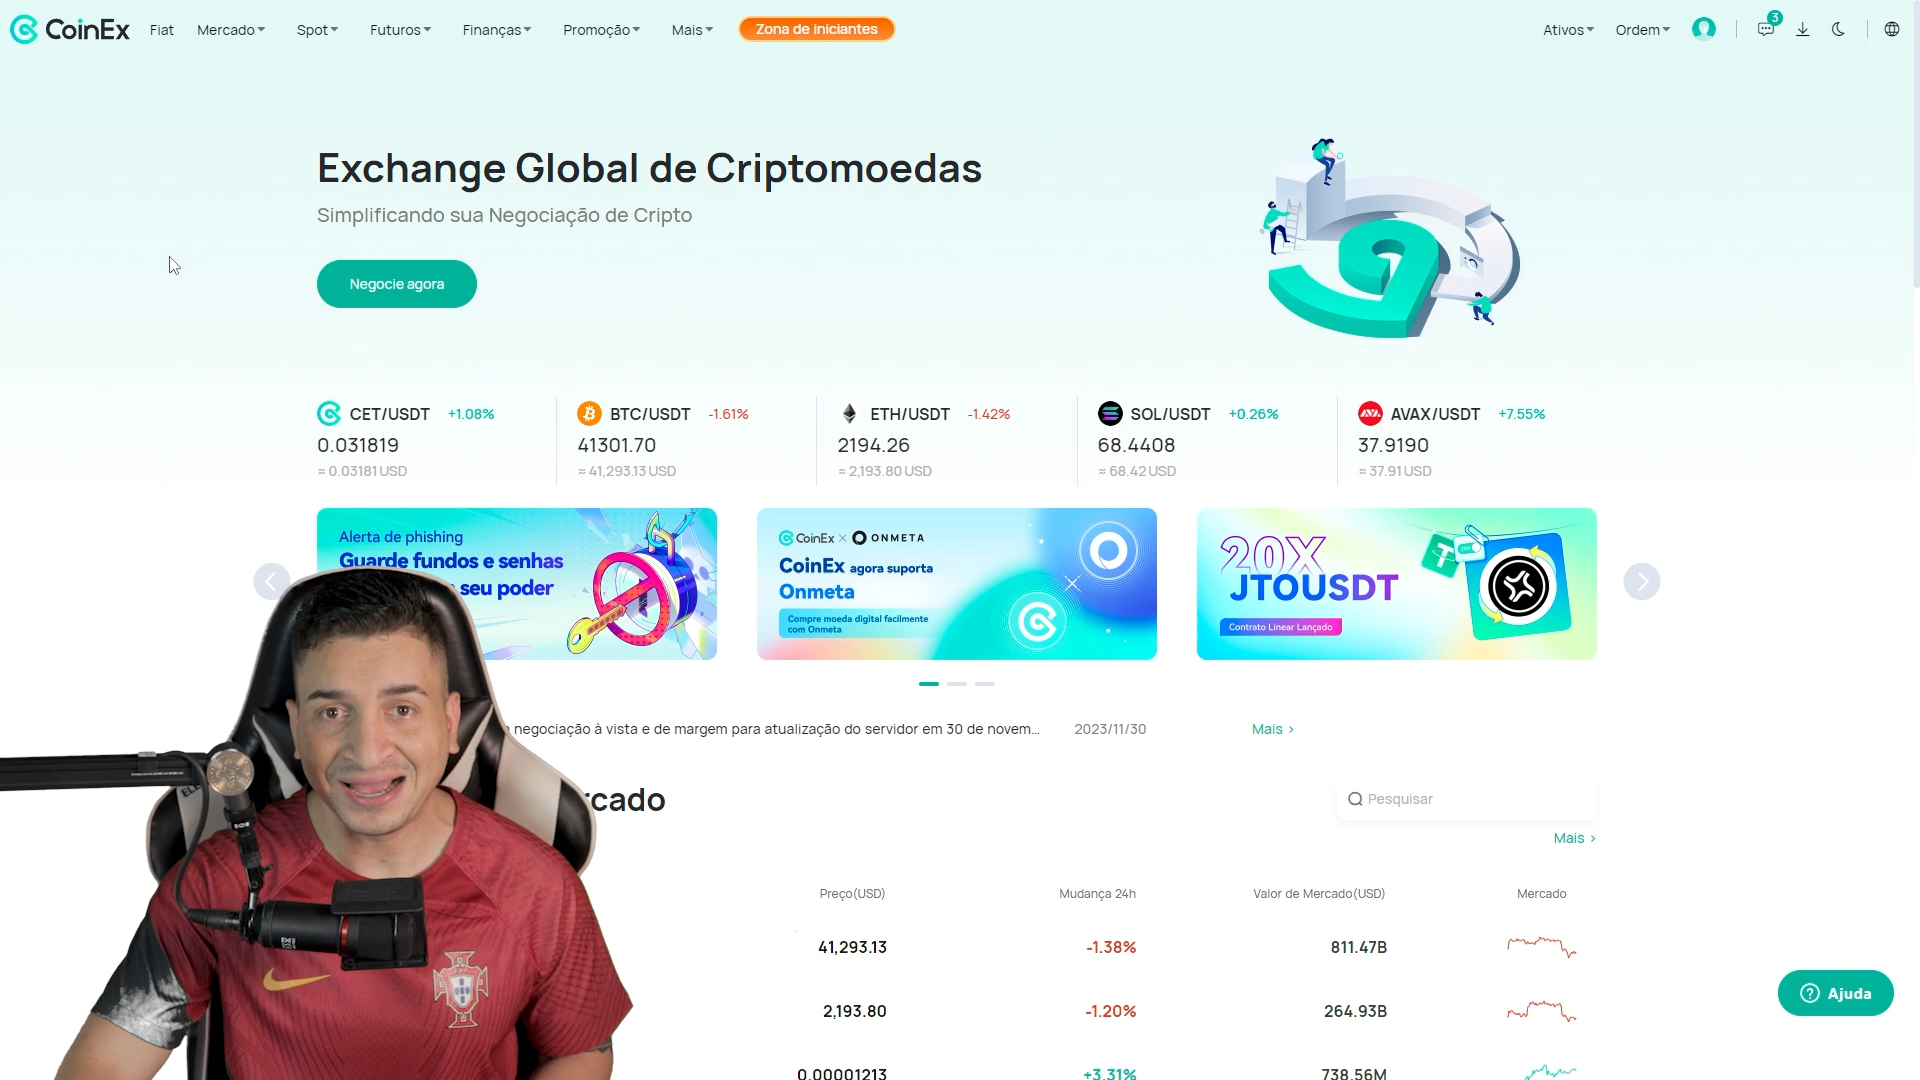 CoinEx
Fiat
Mercado
Spot
Futuros
Finanças
Promoção
Mais
Zona de iniciantes
Ativos
Ordem
3
Exchange Global de Criptomoedas
Simplificando sua Negociação de Cripto
Negocie agora
CET/USDT +1.08%
0.031819
≈ 0.03181 USD
BTC/USDT -1.61%
41301.70
≈ 41,293.13 USD
ETH/USDT -1.42%
2194.26
≈ 2,193.80 USD
SOL/USDT +0.26%
68.4408
≈ 68.42 USD
AVAX/USDT +7.55%
37.9190
≈ 37.91 USD
Alerta de phishing
Guarde fundos e senhas
seu poder
CoinEx × ONMETA
CoinEx agora suporta
Onmeta
Compre moeda digital facilmente
com Onmeta
20X
JTOUSDT
Contrato Linear Lançado
negociação à vista e de margem para atualização do servidor em 30 de novem... 2023/11/30 Mais >
rcado
Pesquisar
Mais >
Preço(USD) Mudança 24h Valor de Mercado(USD) Mercado
41,293.13 -1.38% 811.47B
2,193.80 -1.20% 264.93B
0.00001213 +3.31% 738.56M
Ajuda